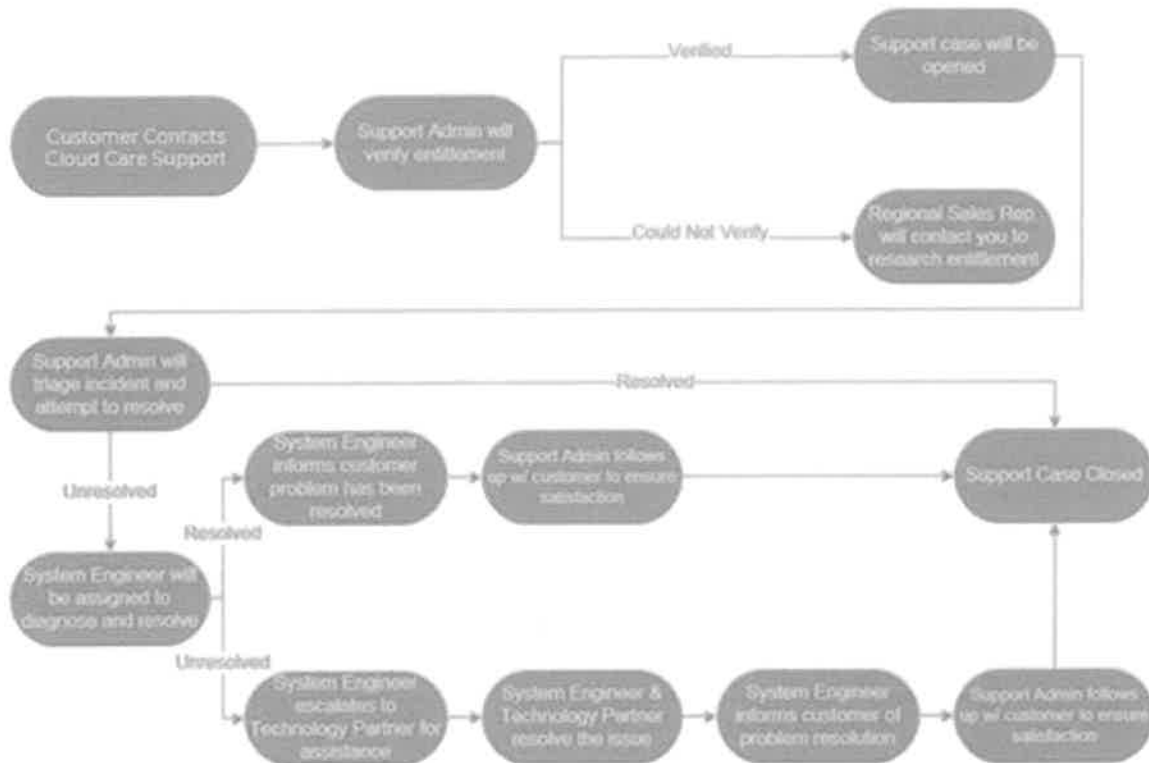 Verified
Support case will be
opened
Customer Contacts
Cloud Care Support
Support Admin will
verify entitlement
Could Not Verify
Regional Sales Rep.
will contact you to
research entitlement
Support Admin will
triage incident and
attempt to resolve
Resolved
System Engineer
informs customer
problem has been
resolved
Support Admin follows
up w/ customer to ensure
satisfaction
Support Case Closed
Unresolved
Resolved
System Engineer will
be assigned to
diagnose and resolve
Unresolved
System Engineer
escalates to
Technology Partner for
assistance
System Engineer &
Technology Partner
resolve the issue
System Engineer
informs customer of
problem resolution
Support Admin follows
up w/ customer to ensure
satisfaction